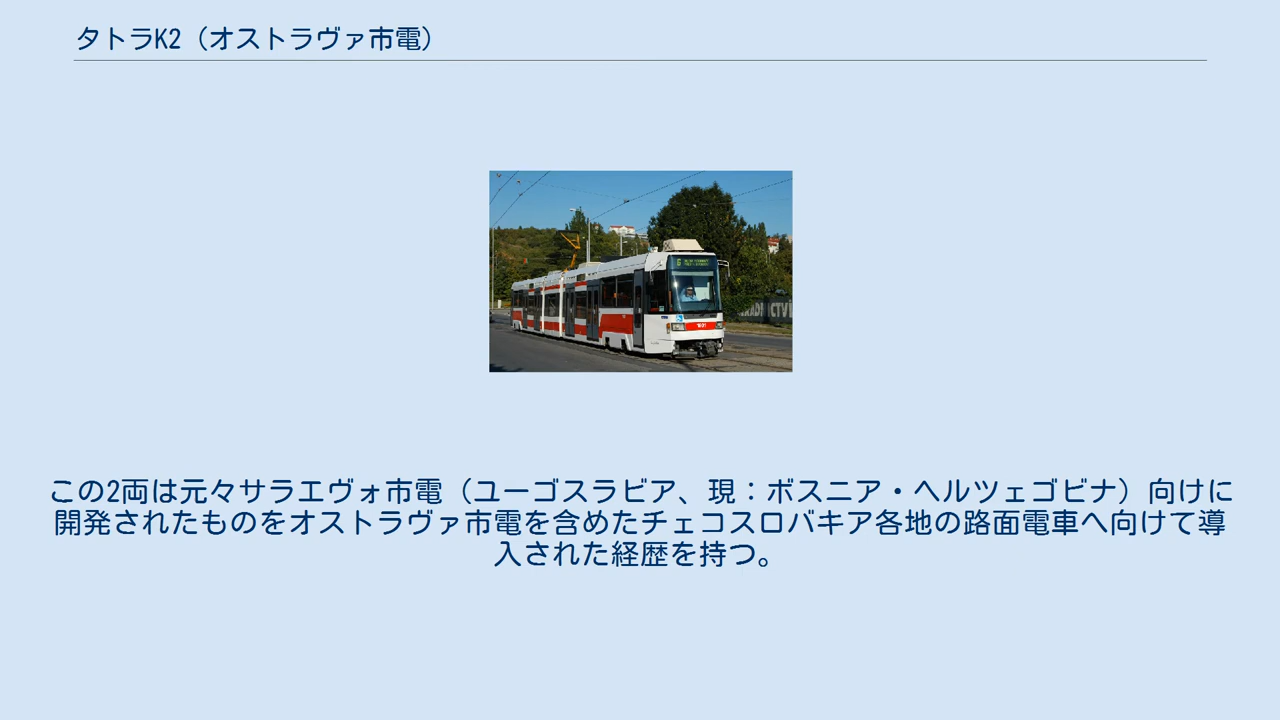 タトラK2（オストラヴァ市電）
この2両は元々サラエヴォ市電（ユーゴスラビア、現：ボスニア・ヘルツェゴビナ）向けに
開発されたものをオストラヴァ市電を含めたチェコスロバキア各地の路面電車へ向けて導
入された経歴を持つ。